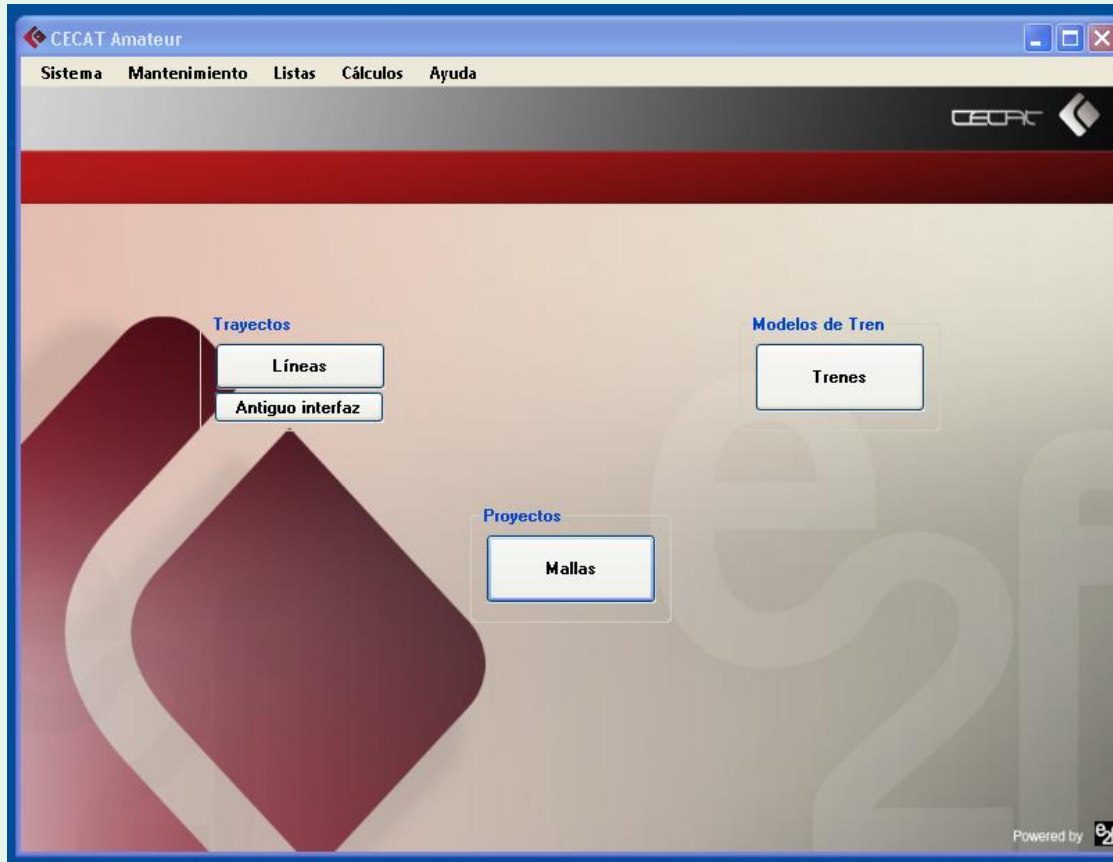 CECAT Amateur
Sistema Mantenimiento Listas Cálculos Ayuda
CECAT
Trayectos
Líneas
Antiguo interfaz
Modelos de Tren
Trenes
Proyectos
Mallas
e2f
Powered by